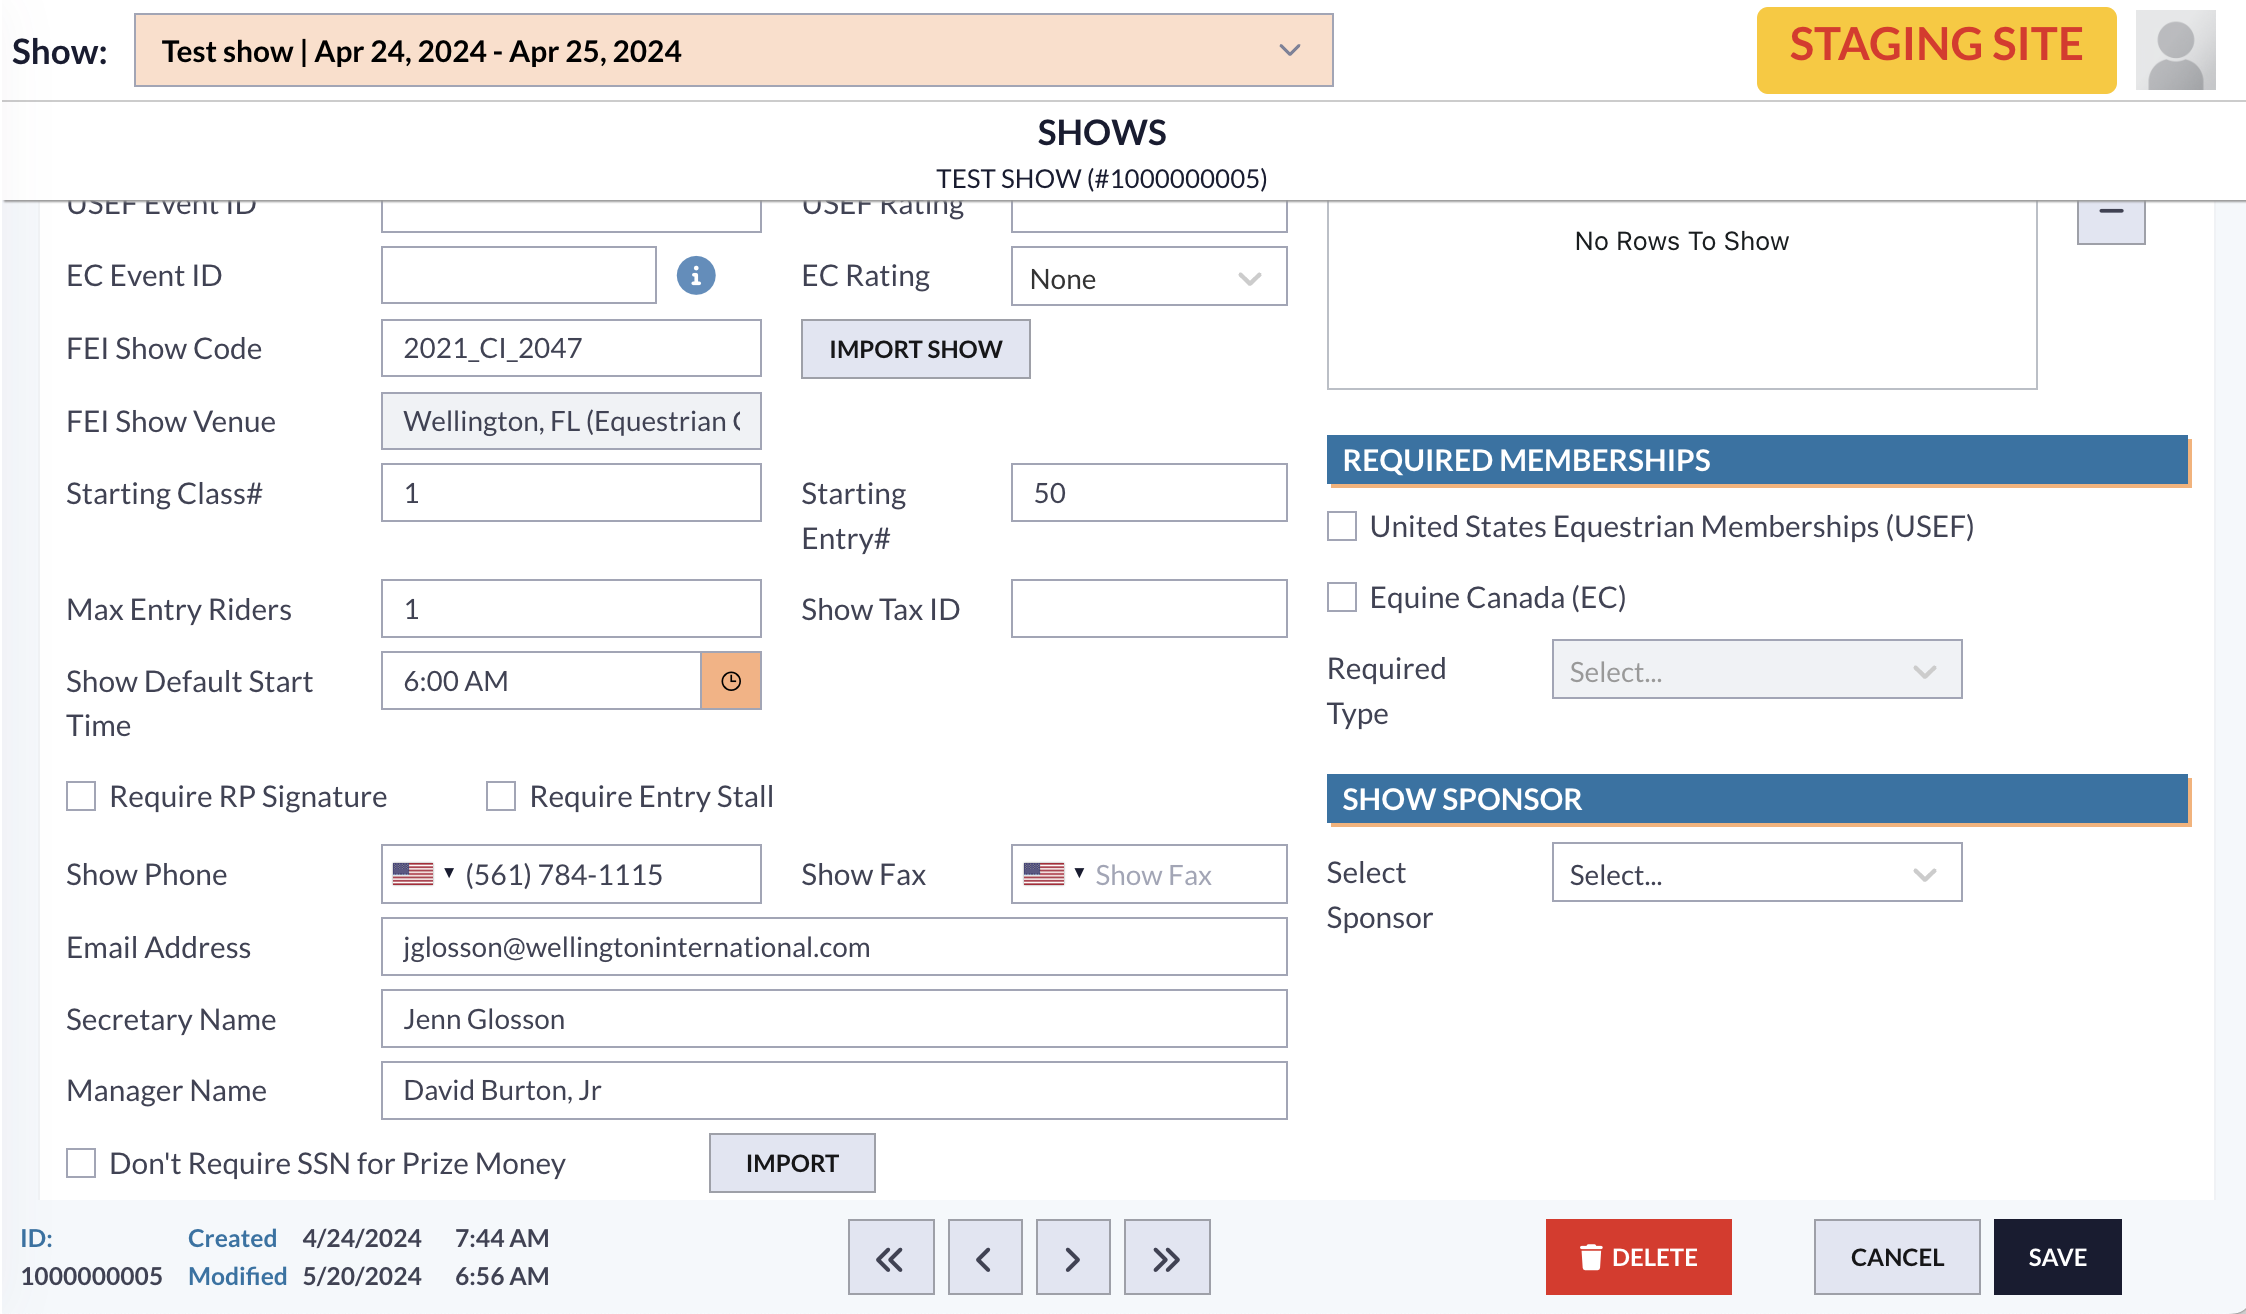 Show:
Test show | Apr 24, 2024 - Apr 25, 2024
STAGING SITE
SHOWS
TEST SHOW (#1000000005)
USEF Event ID
USEF Rating
No Rows To Show
EC Event ID
EC Rating
None
FEI Show Code
2021_CI_2047
IMPORT SHOW
FEI Show Venue
Wellington, FL (Equestrian
Starting Class#
1
Starting
Entry#
50
Max Entry Riders
1
Show Tax ID
Show Default Start
Time
6:00 AM
Require RP Signature
Require Entry Stall
Show Phone
(561) 784-1115
Show Fax
Show Fax
Email Address
jglosson@wellingtoninternational.com
Secretary Name
Jenn Glosson
Manager Name
David Burton, Jr
Don't Require SSN for Prize Money
IMPORT
REQUIRED MEMBERSHIPS
United States Equestrian Memberships (USEF)
Equine Canada (EC)
Required
Type
Select...
SHOW SPONSOR
Select
Sponsor
Select...
ID:
1000000005
Created 4/24/2024 7:44 AM
Modified 5/20/2024 6:56 AM
DELETE
CANCEL
SAVE